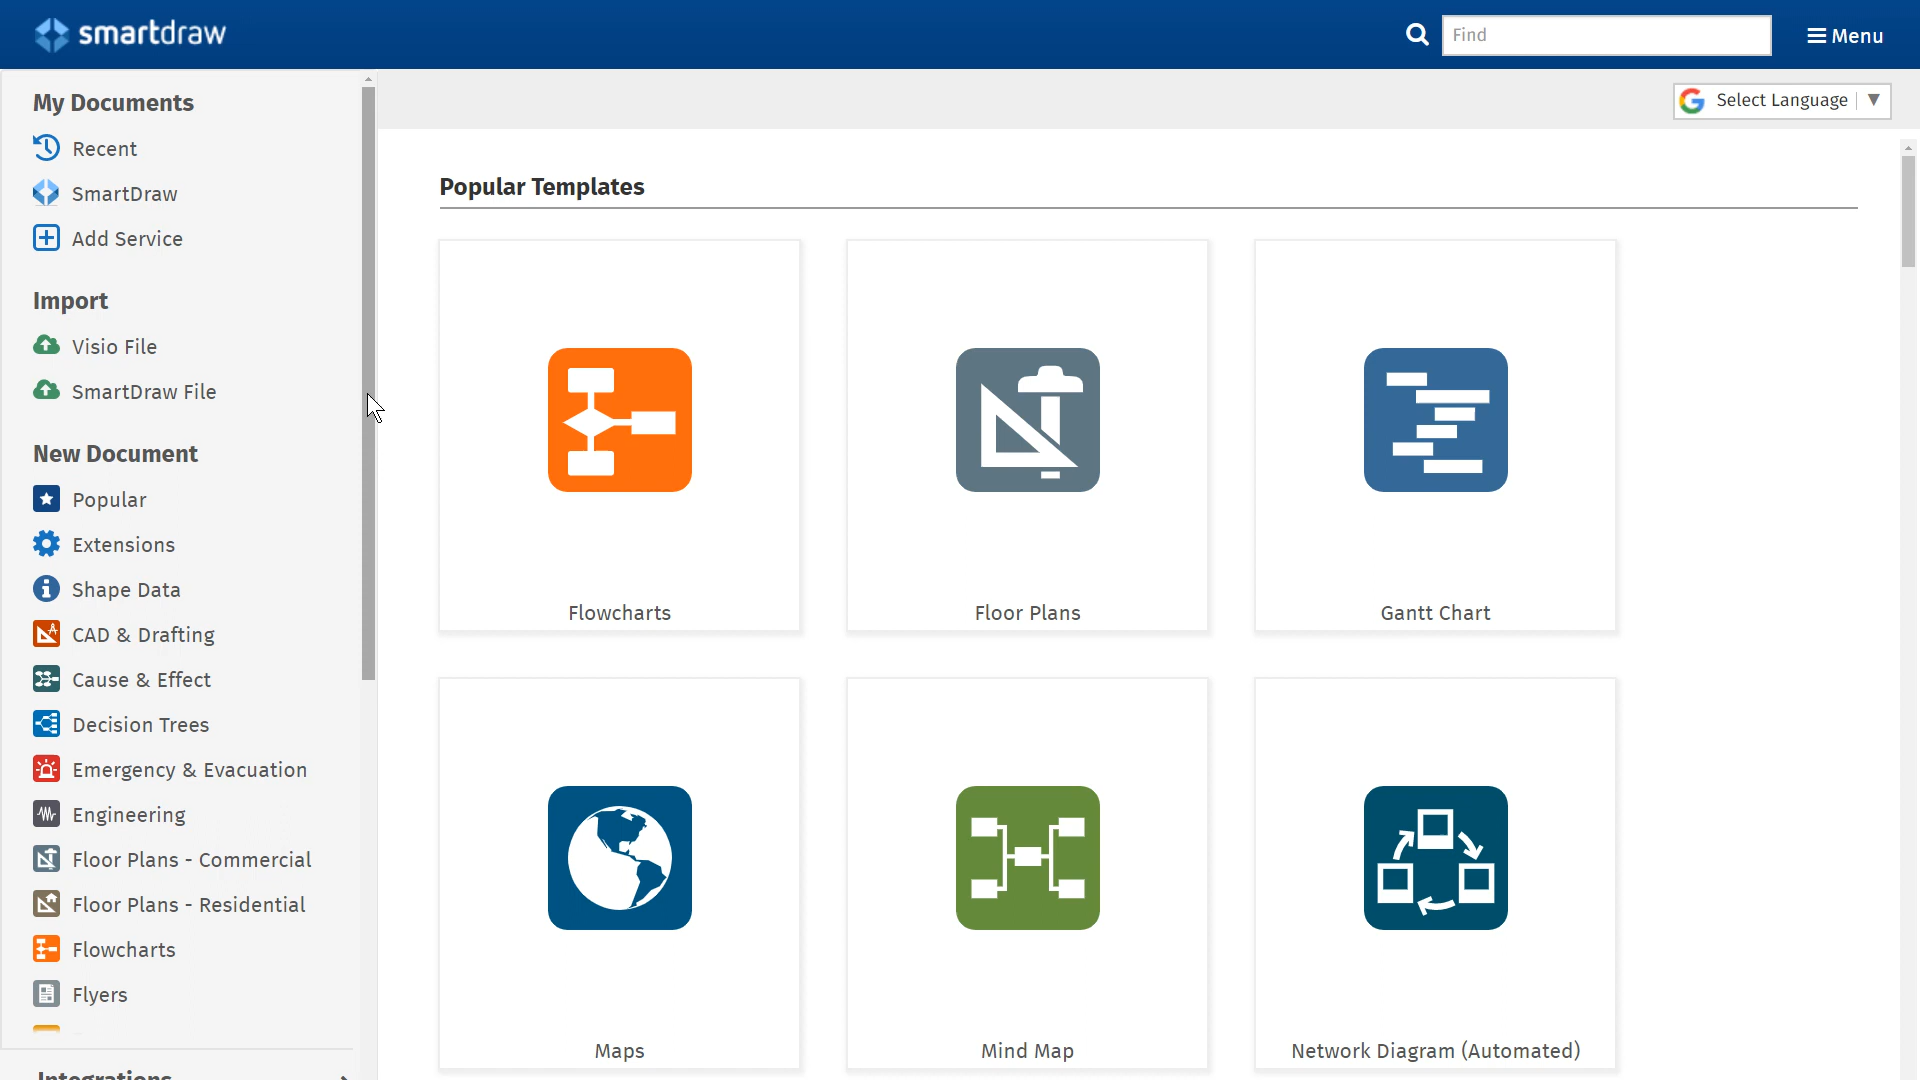 smartdraw
Find
Menu
Select Language
My Documents
Recent
SmartDraw
Add Service
Import
Visio File
SmartDraw File
New Document
Popular
Extensions
Shape Data
CAD & Drafting
Cause & Effect
Decision Trees
Emergency & Evacuation
Engineering
Floor Plans - Commercial
Floor Plans - Residential
Flowcharts
Flyers
Integrations
Popular Templates
Flowcharts
Floor Plans
Gantt Chart
Maps
Mind Map
Network Diagram (Automated)